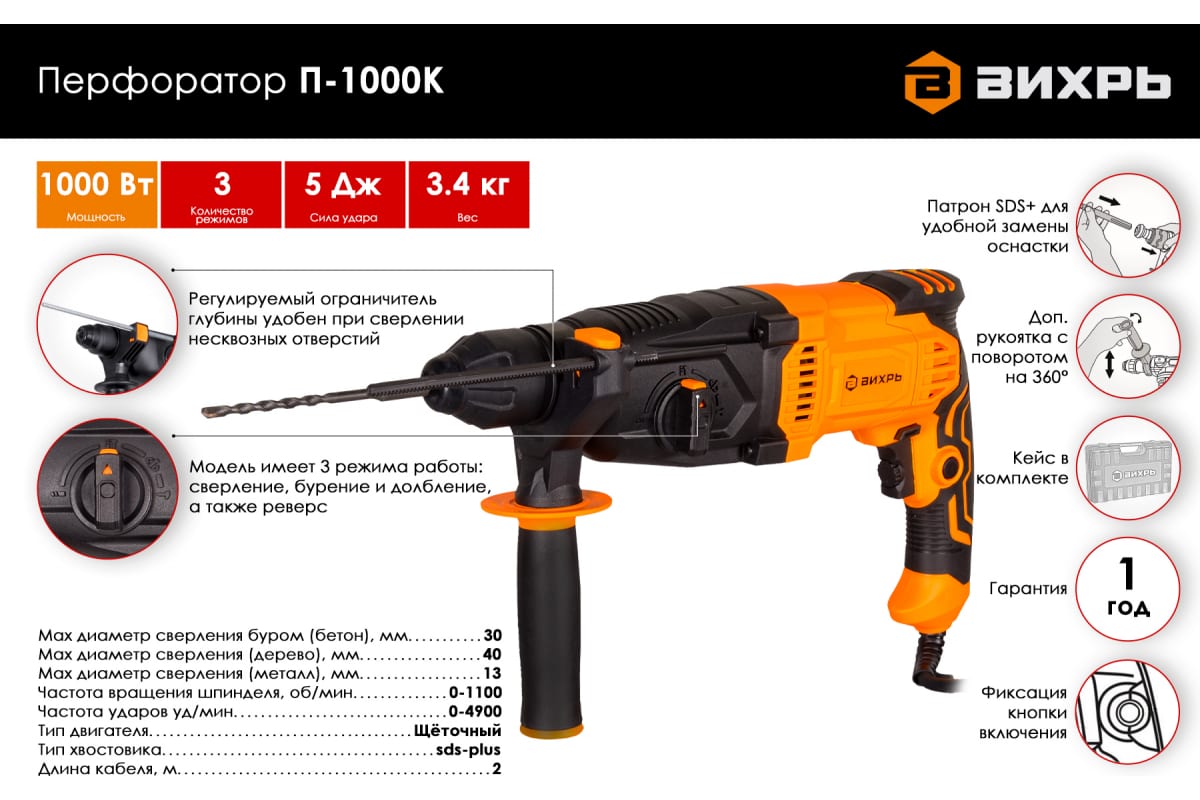 Перфоратор П-1000К
ВИХРЬ
1000 Вт
Мощность
3
Количество
режимов
5 Дж
Сила удара
3.4 кг
Вес
Регулируемый ограничитель
глубины удобен при сверлении
несквозных отверстий
Модель имеет 3 режима работы:
сверление, бурение и долбление,
а также реверс
ВИХРЬ
Патрон SDS+ для
удобной замены
оснастки
Доп.
рукоятка с
поворотом
на 360°
Кейс в
комплекте
ВИХРЬ
Гарантия
1
год
Фиксация
кнопки
включения
Мах диаметр сверления буром (бетон), мм...........30
Мах диаметр сверления (дерево), мм..................40
Мах диаметр сверления (металл), мм..................13
Частота вращения шпинделя, об/мин..............0-1100
Частота ударов уд/мин................................0-4900
Тип двигателя.......................................Щёточный
Тип хвостовика........................................sds-plus
Длина кабеля, м...............................................2